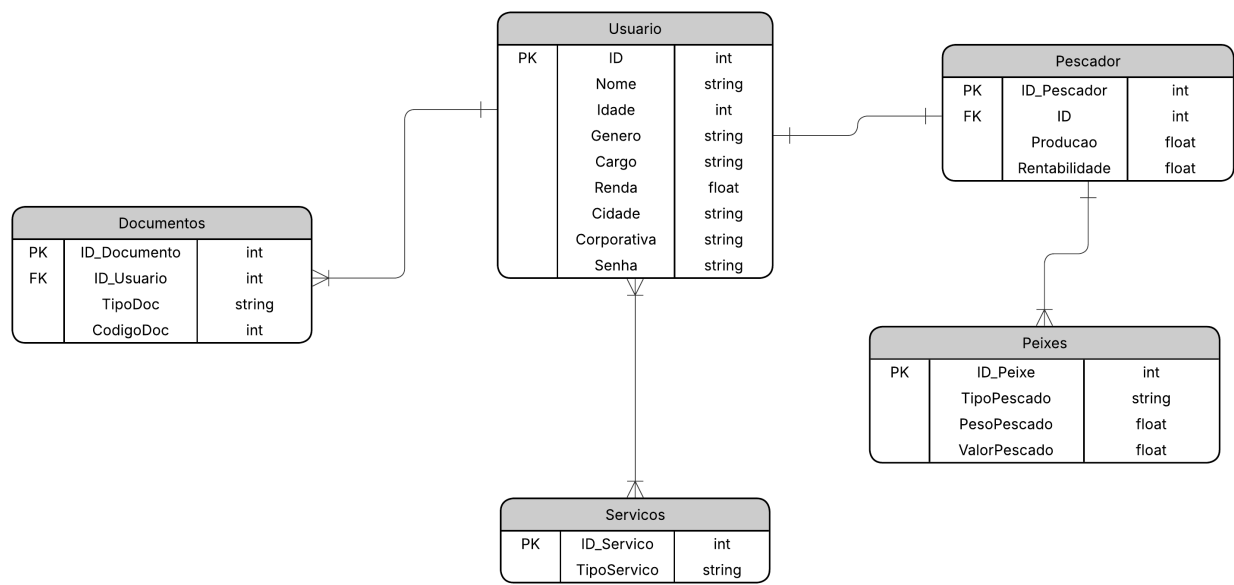 Usuario
PK ID int
Nome string
Idade int
Genero string
Cargo string
Renda float
Cidade string
Corporativa string
Senha string
Pescador
PK ID_Pescador int
FK ID int
Producao float
Rentabilidade float
Documentos
PK ID_Documento int
FK ID_Usuario int
TipoDoc string
CodigoDoc int
Peixes
PK ID_Peixe int
TipoPescado string
PesoPescado float
ValorPescado float
Servicos
PK ID_Servico int
TipoServico string